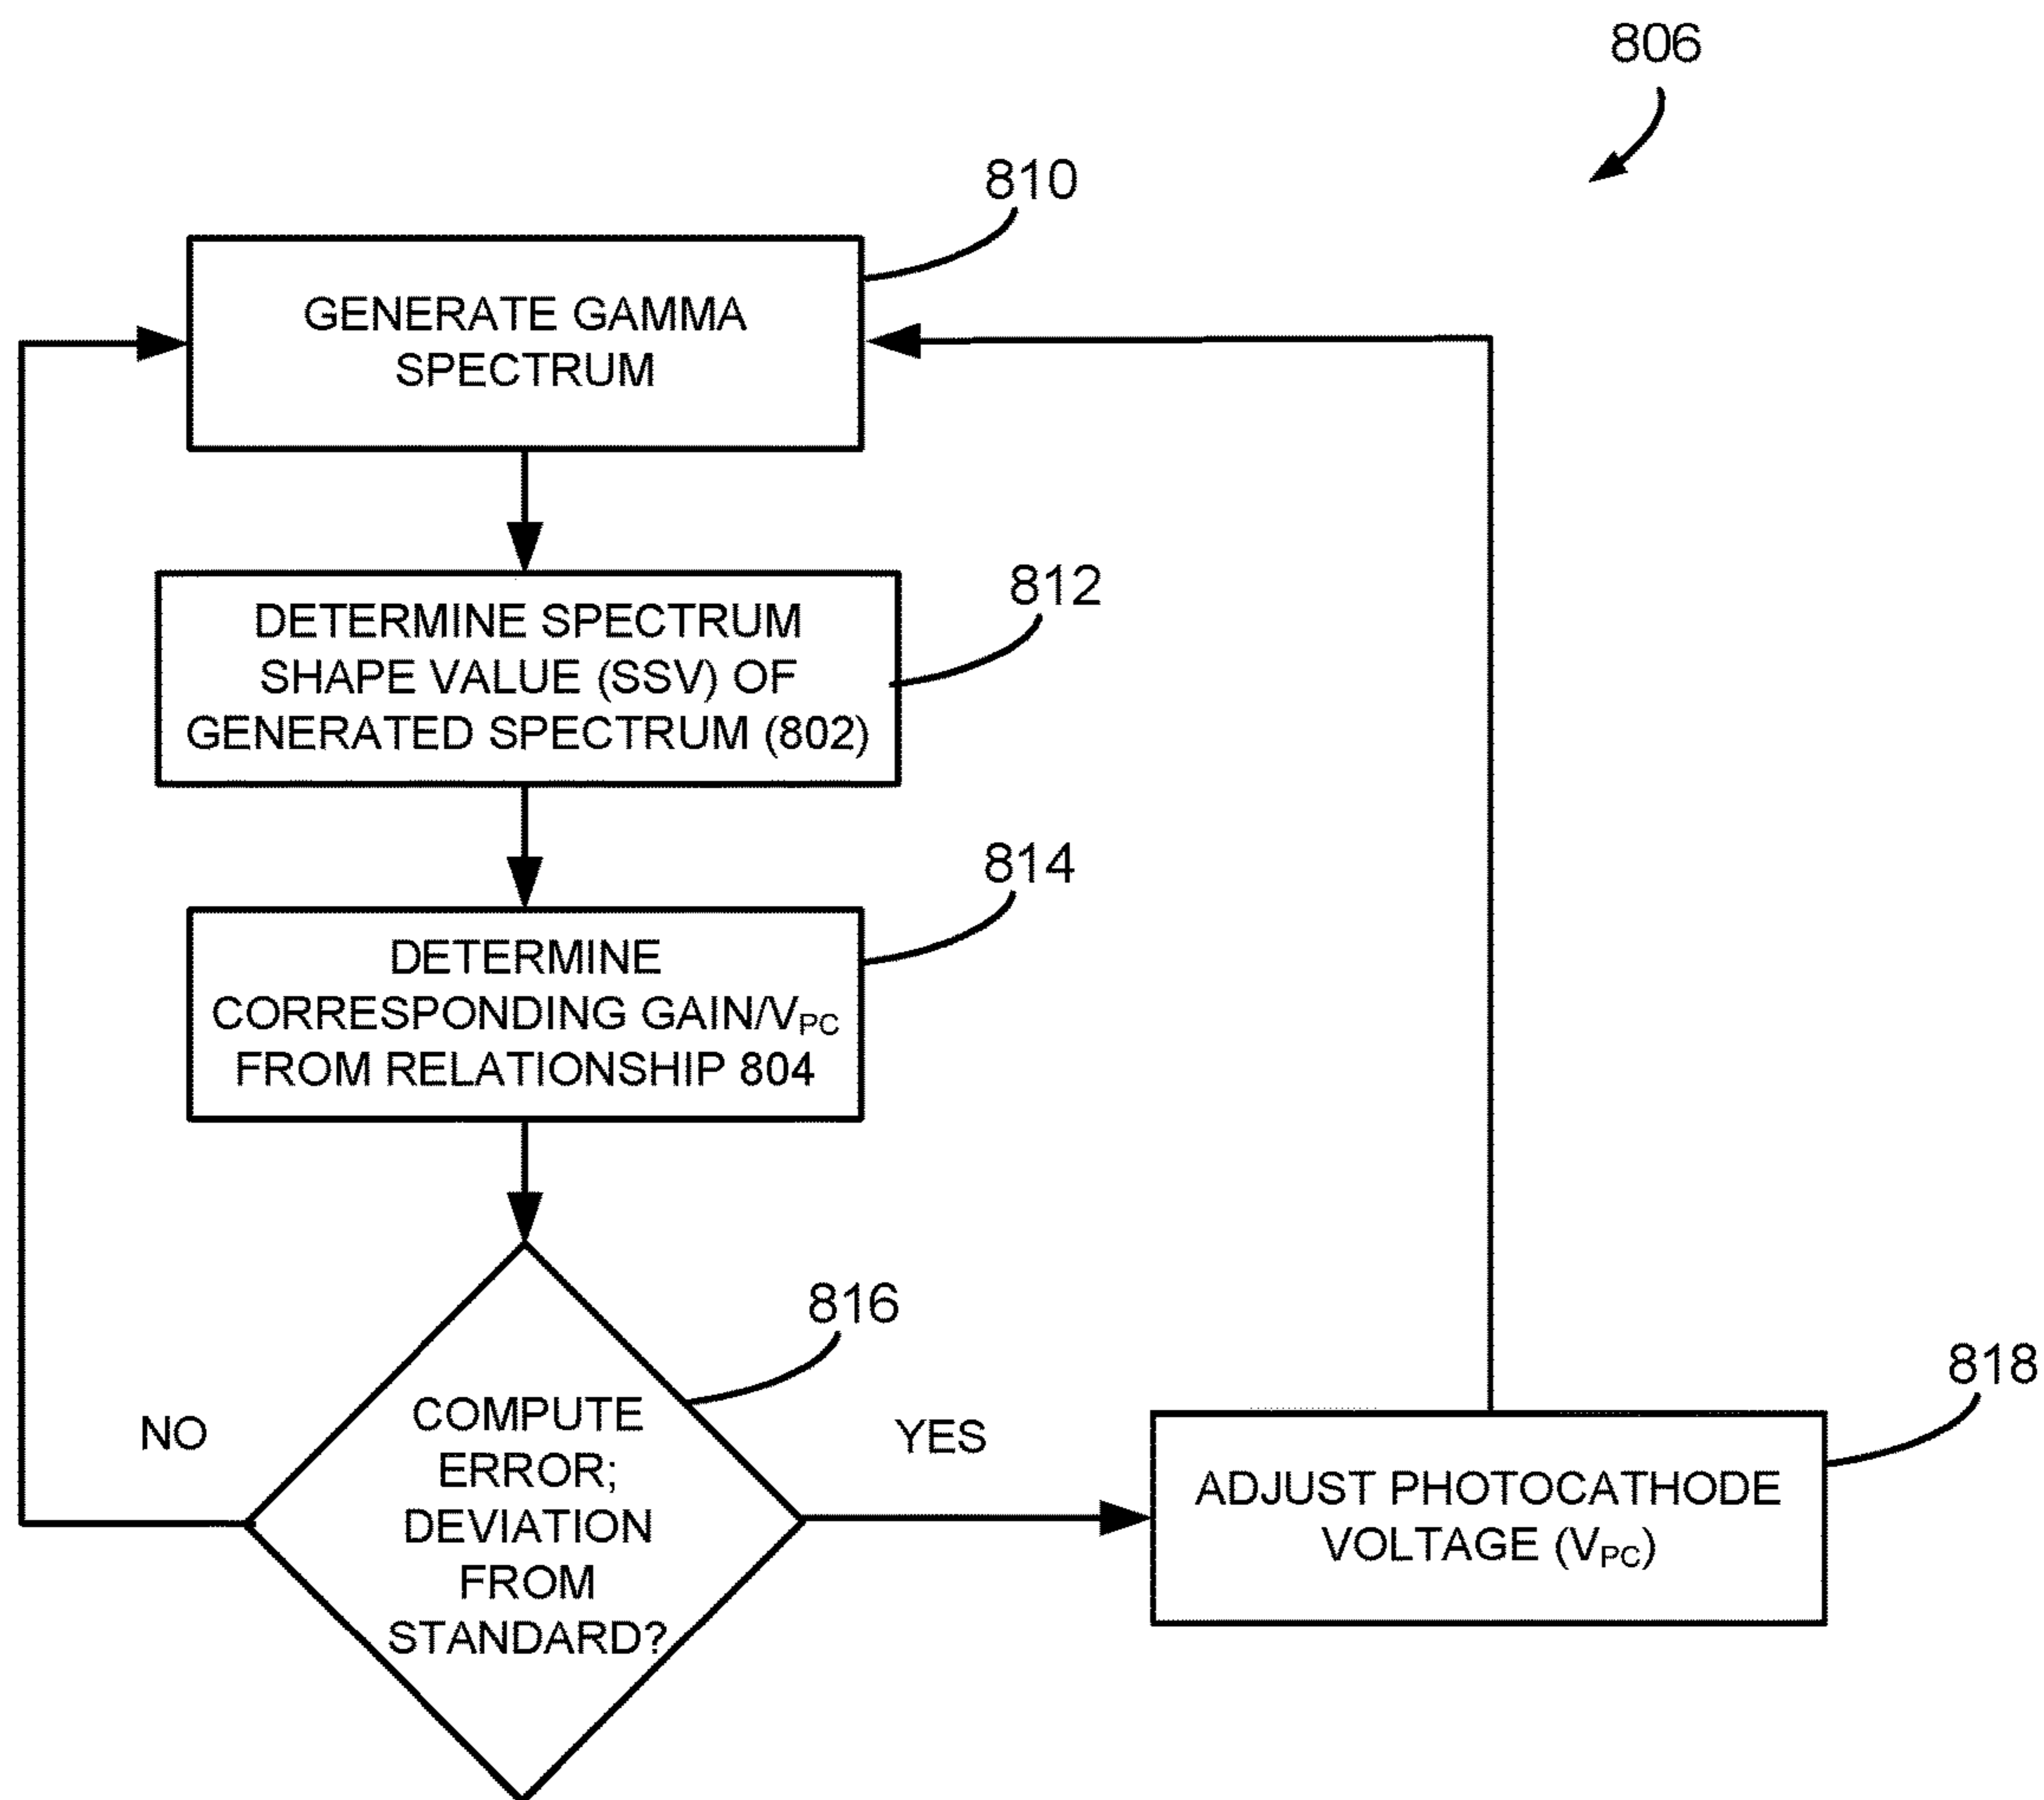 806
810
GENERATE GAMMA
SPECTRUM
812
DETERMINE SPECTRUM
SHAPE VALUE (SSV) OF
GENERATED SPECTRUM (802)
814
DETERMINE
CORRESPONDING GAIN/VPC
FROM RELATIONSHIP 804
816
COMPUTE
ERROR;
DEVIATION
FROM
STANDARD?
NO
YES
818
ADJUST PHOTOCATHODE
VOLTAGE (VPC)